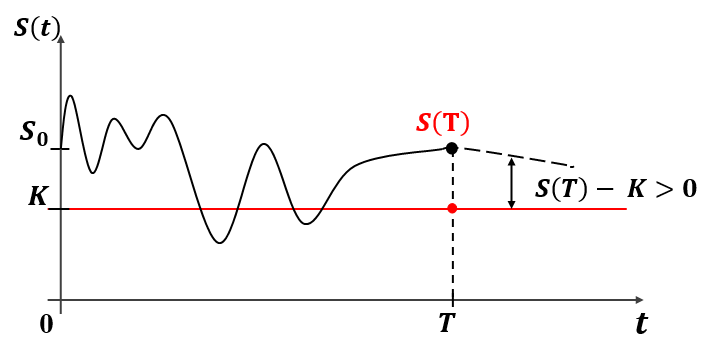 S(t)
S₀
S(T)
K
S(T) − K > 0
0
T
t